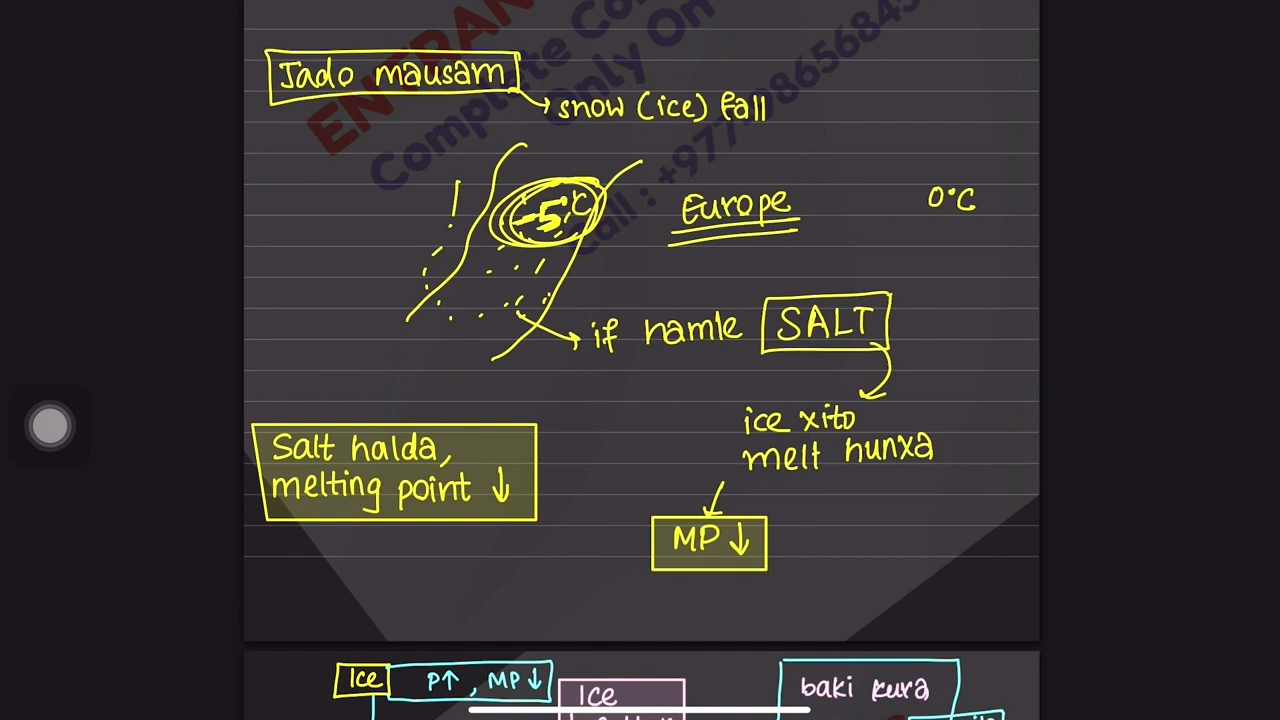 Jado mausam
snow (ice) fall
-5°C
Europe
0°C
if namle SALT
ice xito
melt hunxa
Salt halda,
melting point ↓
MP ↓
Ice
P↑, MP↓
Ice
baki kura